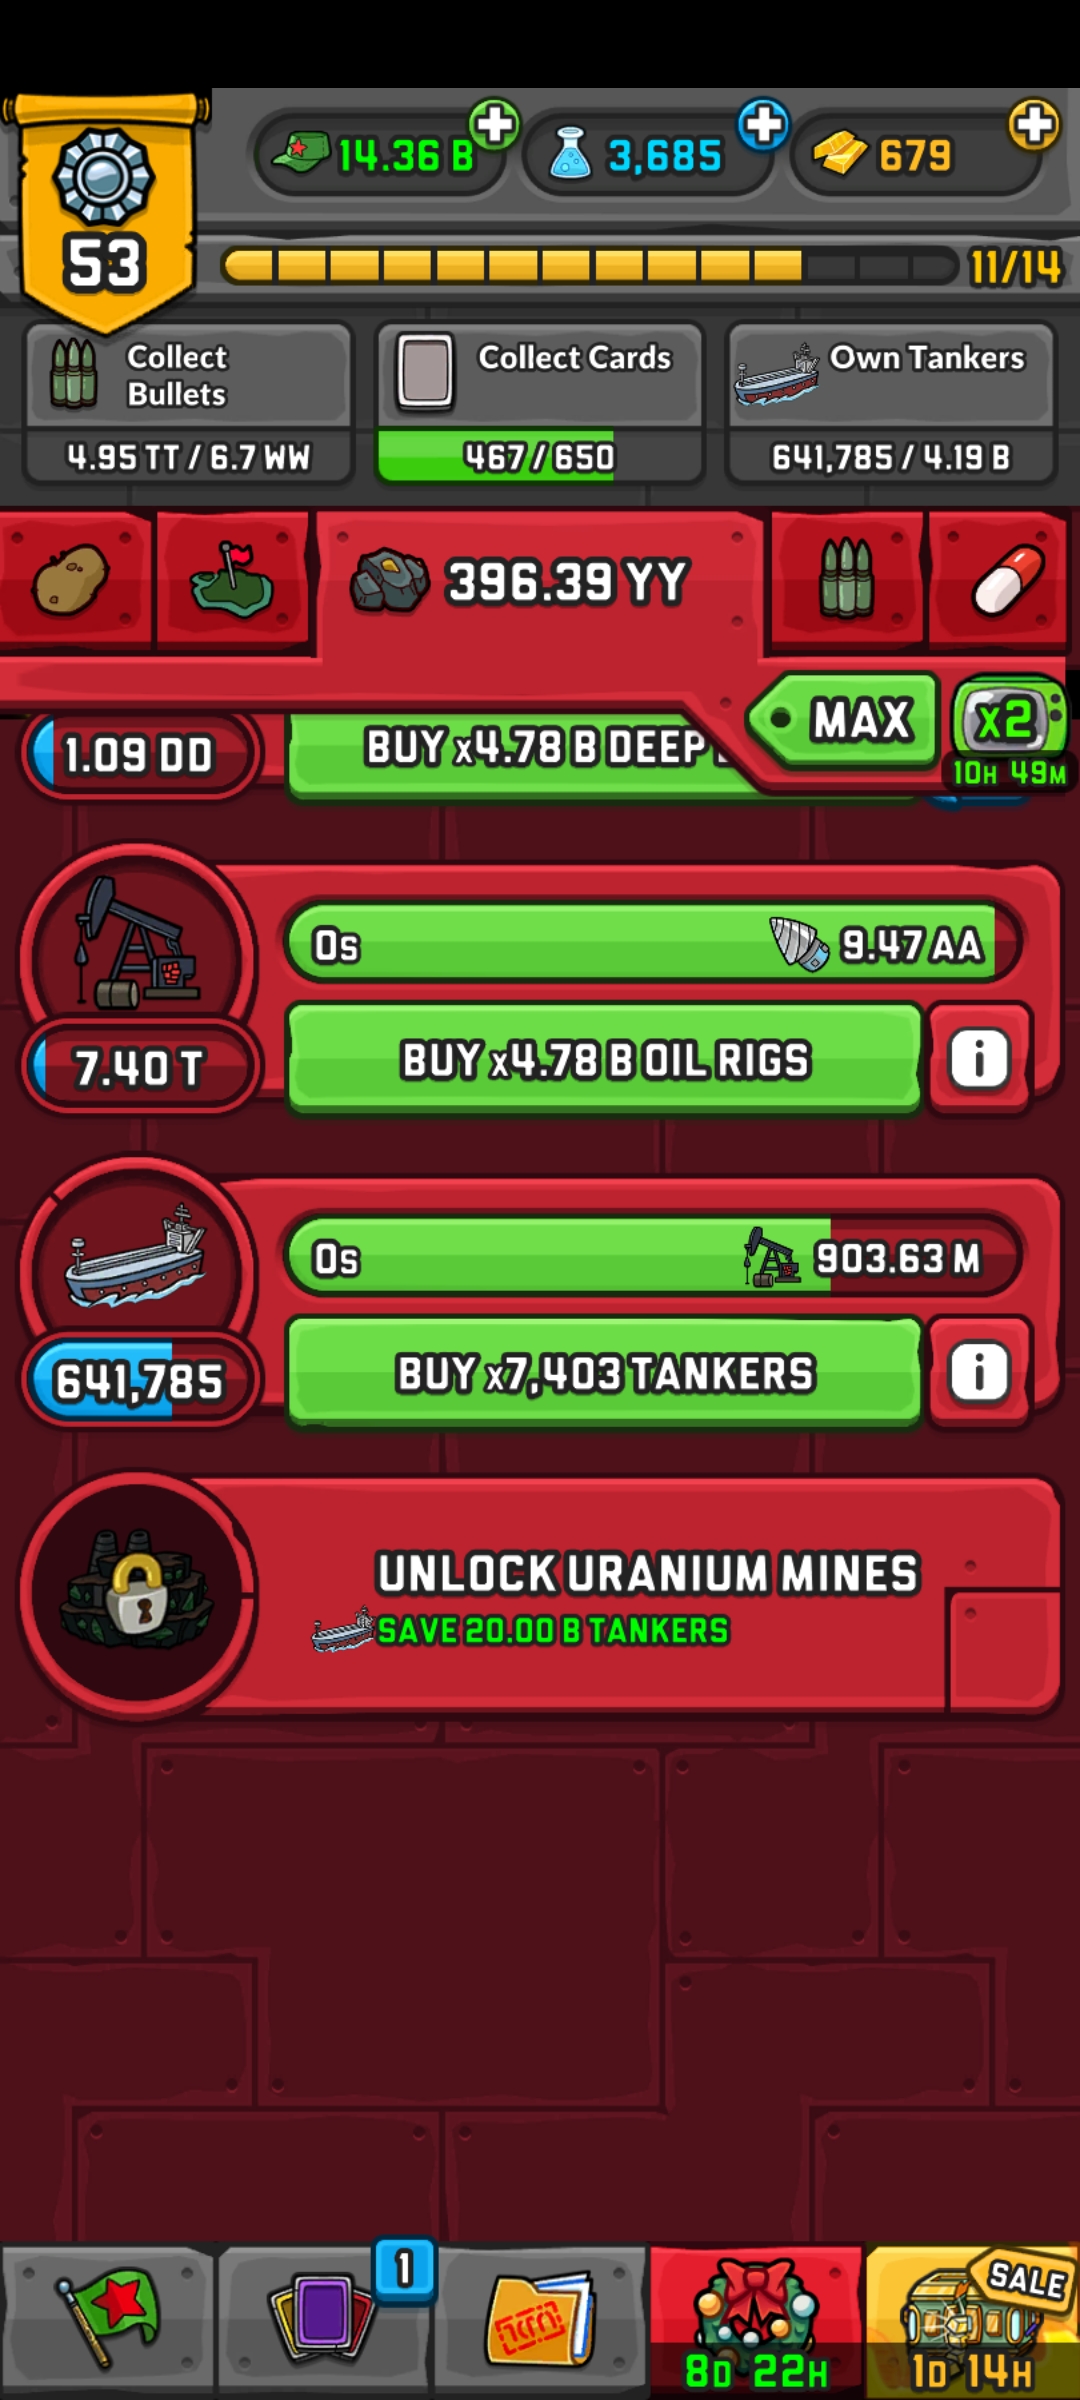 14.36 B
3,685
679
53
11/14
Collect
Bullets
4.95 TT / 6.7 WW
Collect Cards
467/650
Own Tankers
641,785 / 4.19 B
396.39 YY
MAX
x2
10H 49M
1.09 DD
BUY x4.78 B DEEP
0s
9.47 AA
7.40 T
BUY x4.78 B OIL RIGS
i
0s
903.63 M
641,785
BUY x7,403 TANKERS
i
UNLOCK URANIUM MINES
SAVE 20.00 B TANKERS
1
SALE
8D 22H
1D 14H